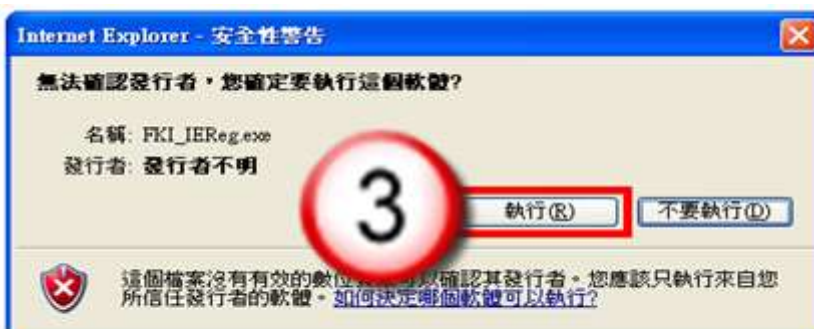 Internet Explorer - 安全性警告
無法確認發行者，您確定要執行這個軟體?
名稱: FKI_IEReg.exe
發行者: 發行者不明
3
執行(R)
不要執行(D)
這個檔案沒有有效的數位 可以確認其發行者。您應該只執行來自您
所信任發行者的軟體。如何決定哪個軟體可以執行?